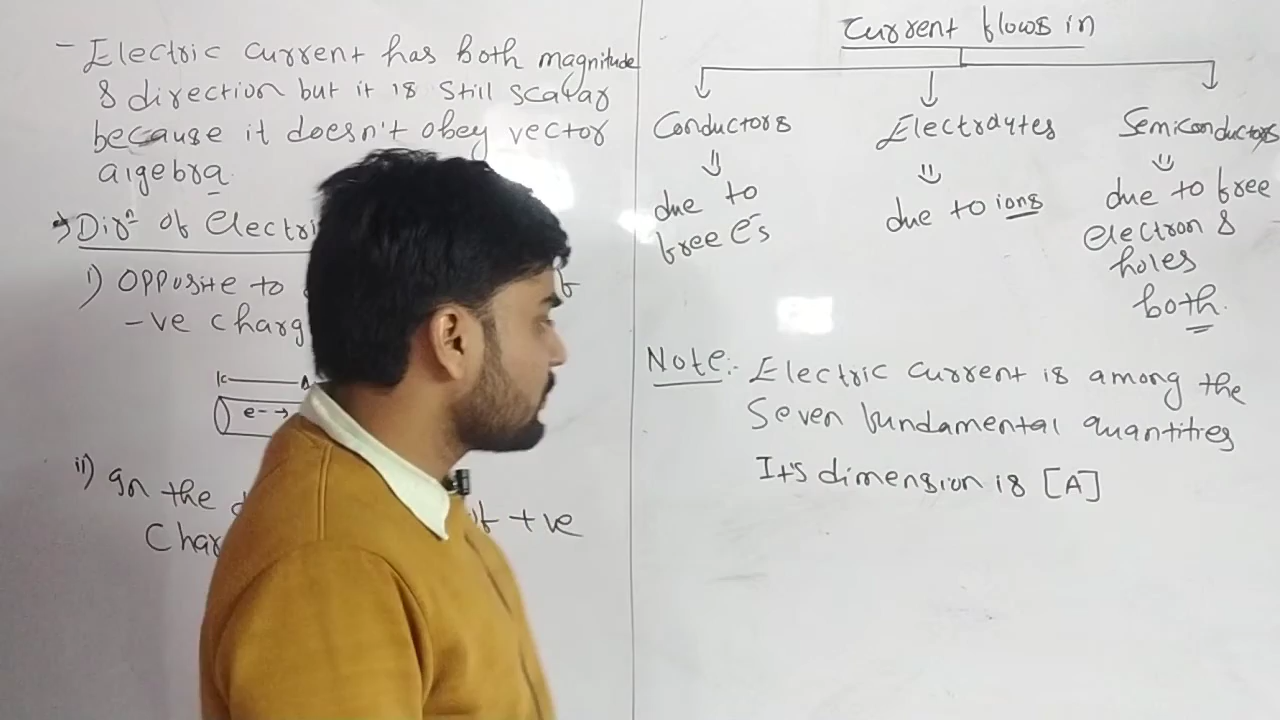 - Electric current has both magnitude
& direction but it is still scalar
because it doesn't obey vector
algebra
→ Dirⁿ of Electri
i) Opposite to
-ve charg
e- →
ii) In the
+ve
Current flows in
Conductors
Electrolytes
Semiconductors
due to
free e⁻s
due to ions
due to free
electron &
holes
both.
Note:- Electric current is among the
Seven fundamental quantities
It's dimension is [A]